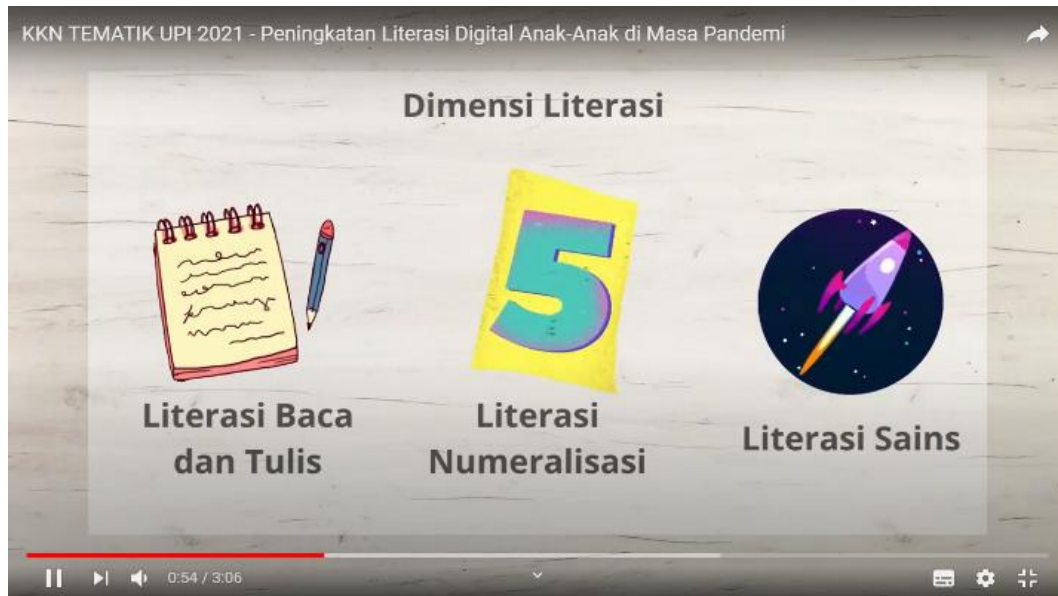 KKN TEMATIK UPI 2021 - Peningkatan Literasi Digital Anak-Anak di Masa Pandemi
Dimensi Literasi
5
Literasi Baca
dan Tulis
Literasi
Numeralisasi
Literasi Sains
0:54 / 3:06